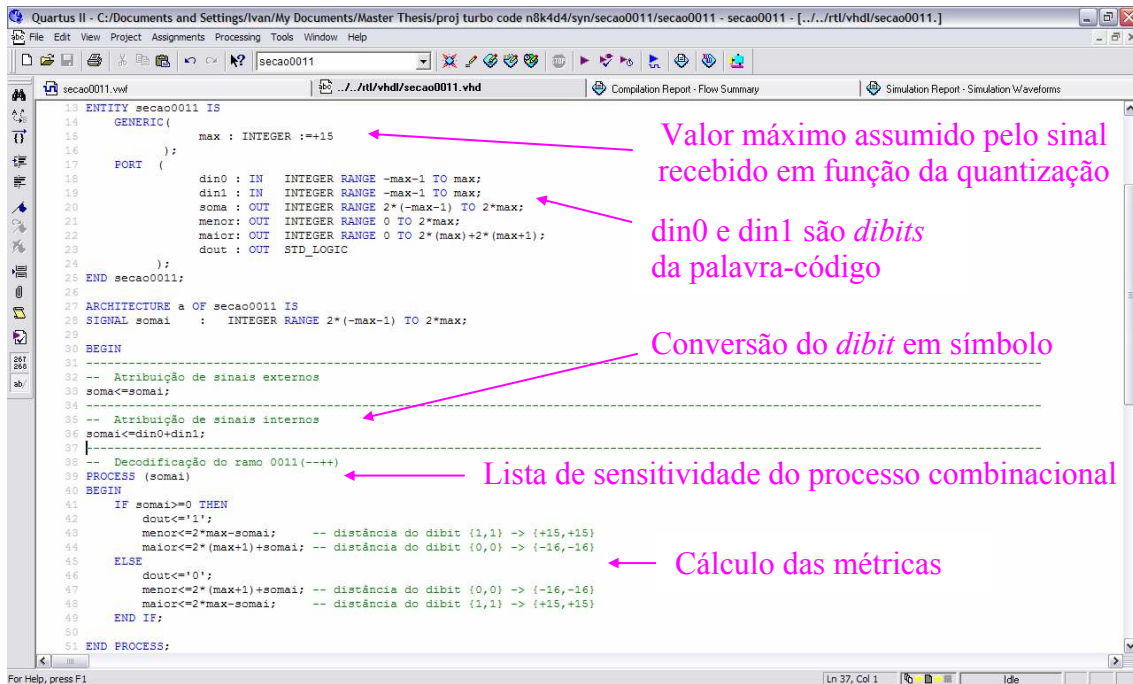 Quartus II - C:/Documents and Settings/Ivan/My Documents/Master Thesis/proj turbo code n8k4d4/syn/secao0011/secao0011 - secao0011 - [../../rtl/vhdl/secao0011.]
File Edit View Project Assignments Processing Tools Window Help
secao0011
secao0011.vwf
../../rtl/vhdl/secao0011.vhd
Compilation Report - Flow Summary
Simulation Report - Simulation Waveforms
13 ENTITY secao0011 IS
14 GENERIC(
15 max : INTEGER :=+15
16 );
17 PORT (
18 din0 : IN INTEGER RANGE -max-1 TO max;
19 din1 : IN INTEGER RANGE -max-1 TO max;
20 soma : OUT INTEGER RANGE 2*(-max-1) TO 2*max;
21 menor: OUT INTEGER RANGE 0 TO 2*max;
22 maior: OUT INTEGER RANGE 0 TO 2*(max)+2*(max+1);
23 dout : OUT STD_LOGIC
24 );
25 END secao0011;
26
27 ARCHITECTURE a OF secao0011 IS
28 SIGNAL somai : INTEGER RANGE 2*(-max-1) TO 2*max;
29
30 BEGIN
31 --------------------------------
32 -- Atribuição de sinais externos
33 soma<=somai;
34 --------------------------------
35 -- Atribuição de sinais internos
36 somai<=din0+din1;
37 --------------------------------
38 -- Decodificação do ramo 0011(--++)
39 PROCESS (somai)
40 BEGIN
41 IF somai>=0 THEN
42 dout<='1';
43 menor<=2*max-somai; -- distância do dibit {1,1} -> {+15,+15}
44 maior<=2*(max+1)+somai; -- distância do dibit {0,0} -> {-16,-16}
45 ELSE
46 dout<='0';
47 menor<=2*(max+1)+somai; -- distância do dibit {0,0} -> {-16,-16}
48 maior<=2*max-somai; -- distância do dibit {1,1} -> {+15,+15}
49 END IF;
50
51 END PROCESS;
Valor máximo assumido pelo sinal
recebido em função da quantização
din0 e din1 são dibits
da palavra-código
Conversão do dibit em símbolo
Lista de sensitividade do processo combinacional
Cálculo das métricas
267
268
ab/
For Help, press F1
Ln 37, Col 1
Idle